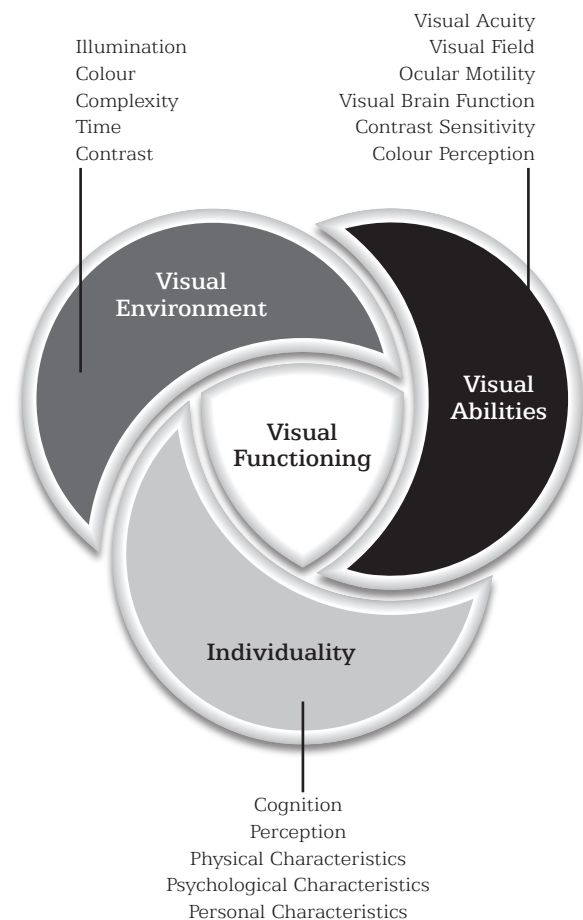 Illumination
Colour
Complexity
Time
Contrast
Visual Acuity
Visual Field
Ocular Motility
Visual Brain Function
Contrast Sensitivity
Colour Perception
Visual
Environment
Visual
Abilities
Visual
Functioning
Individuality
Cognition
Perception
Physical Characteristics
Psychological Characteristics
Personal Characteristics